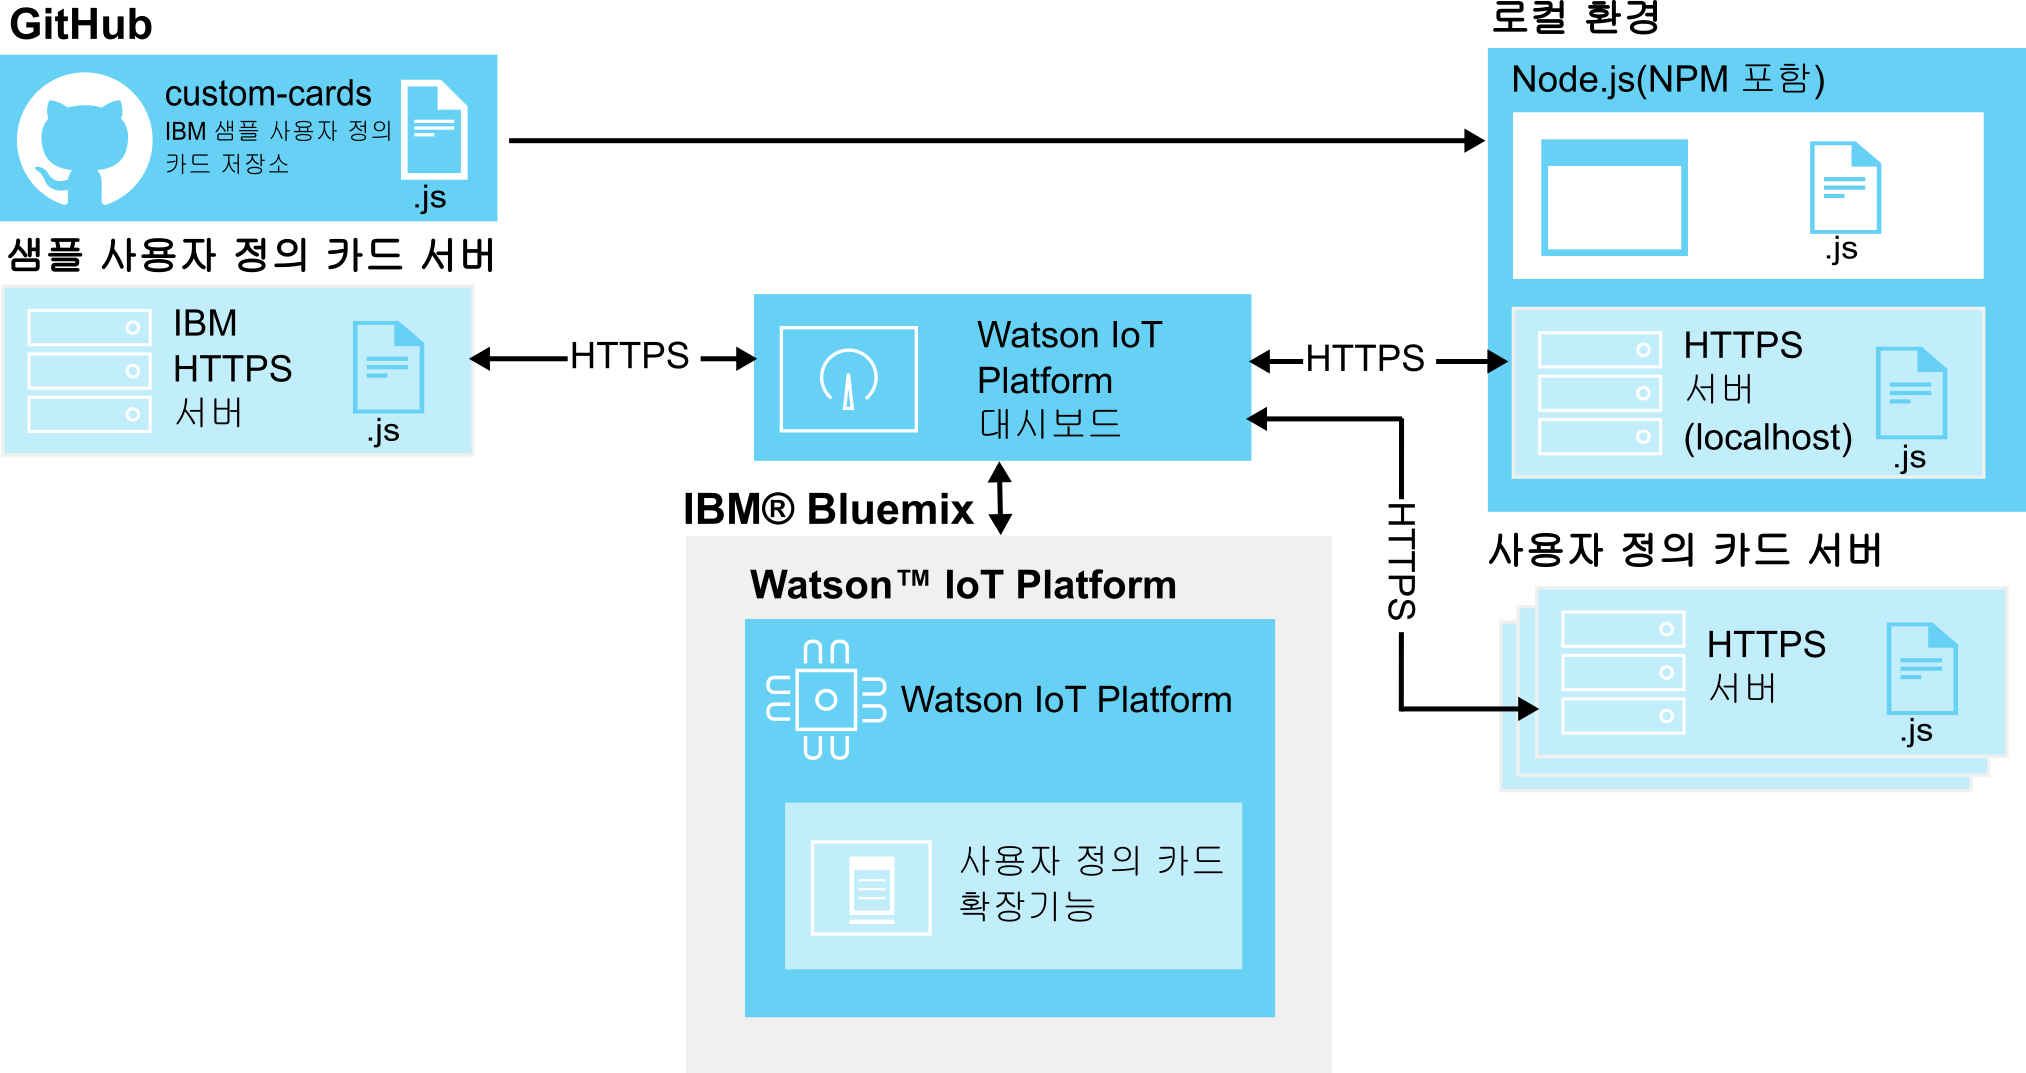 GitHub
custom-cards
IBM 샘플 사용자 정의
카드 저장소
.js
샘플 사용자 정의 카드 서버
IBM
HTTPS
서버
.js
HTTPS
Watson IoT
Platform
대시보드
HTTPS
HTTPS
IBM® Bluemix
Watson™ IoT Platform
Watson IoT Platform
사용자 정의 카드
확장기능
로컬 환경
Node.js(NPM 포함)
.js
HTTPS
서버
(localhost)
.js
사용자 정의 카드 서버
HTTPS
서버
.js